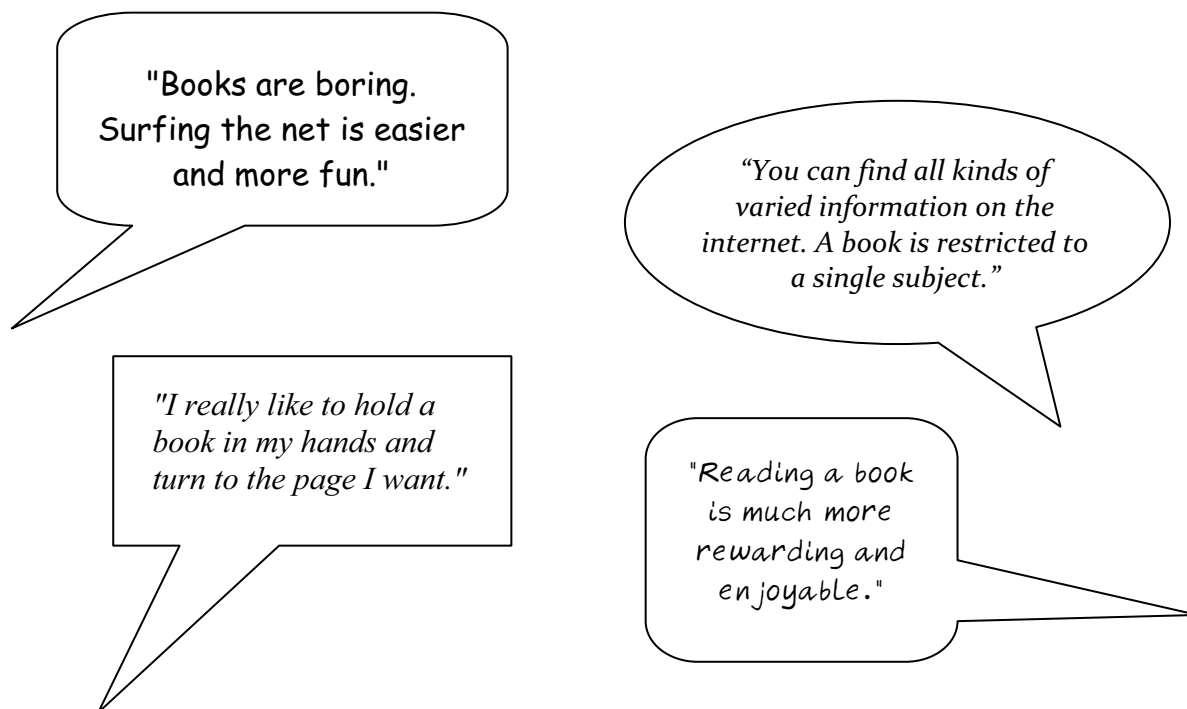 "Books are boring.
Surfing the net is easier
and more fun."
“You can find all kinds of
varied information on the
internet. A book is restricted to
a single subject.”
"I really like to hold a
book in my hands and
turn to the page I want."
"Reading a book
is much more
rewarding and
enjoyable."